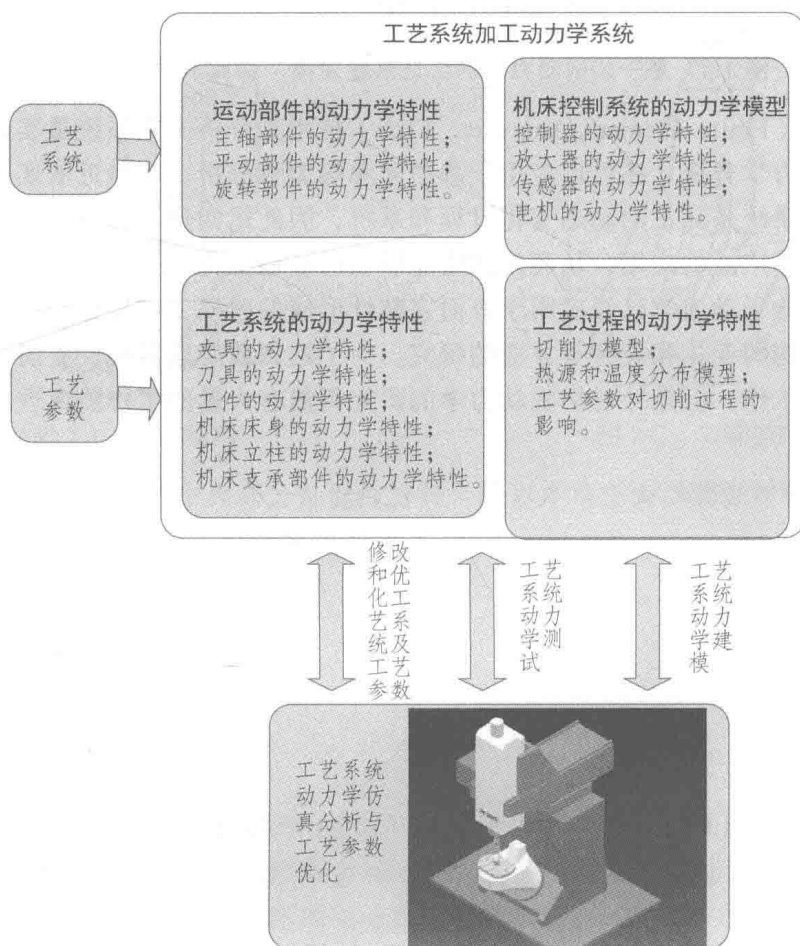 工艺系统加工动力学系统
工艺
系统
运动部件的动力学特性
主轴部件的动力学特性；
平动部件的动力学特性；
旋转部件的动力学特性。
机床控制系统的动力学模型
控制器的动力学特性；
放大器的动力学特性；
传感器的动力学特性；
电机的动力学特性。
工艺
参数
工艺系统的动力学特性
夹具的动力学特性；
刀具的动力学特性；
工件的动力学特性；
机床床身的动力学特性；
机床立柱的动力学特性；
机床支承部件的动力学特性。
工艺过程的动力学特性
切削力模型；
热源和温度分布模型；
工艺参数对切削过程的
影响。
修改
和优
化工
艺系
统及
工艺
参数
工艺
系统
动力
学测
试
工艺
系统
动力
学建
模
工艺系统
动力学仿
真分析与
工艺参数
优化